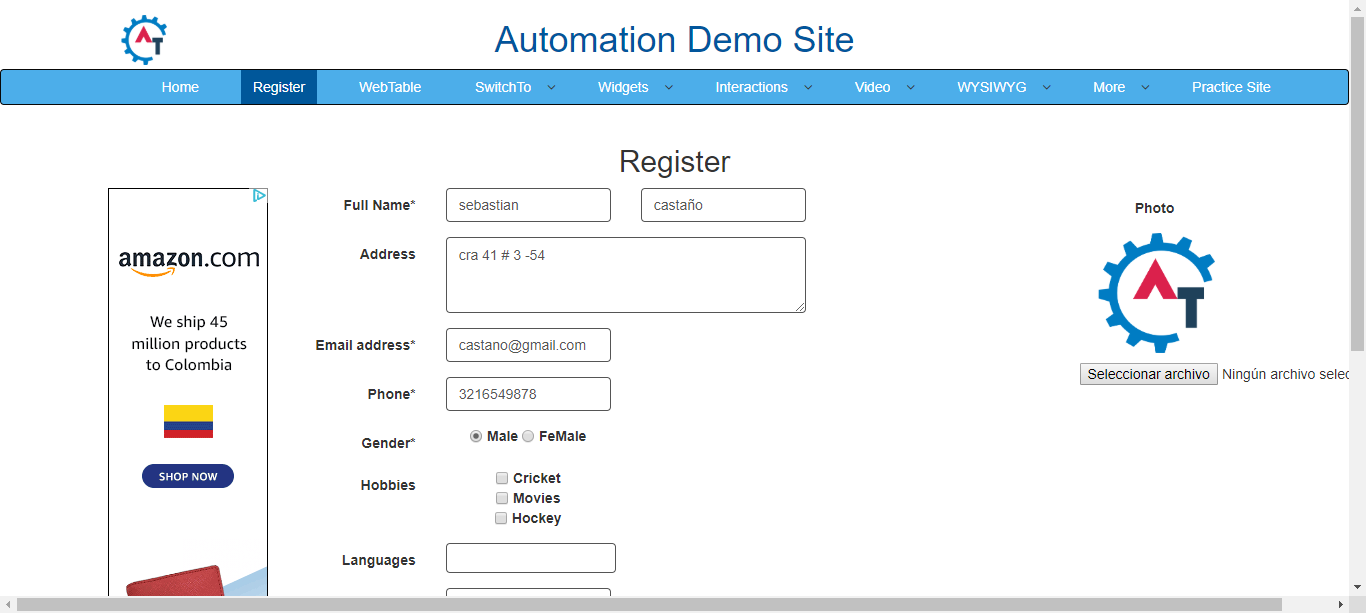 AT
Automation Demo Site
Home Register WebTable SwitchTo Widgets Interactions Video WYSIWYG More Practice Site
Register
Full Name* sebastian castaño
Address cra 41 # 3 -54
Email address* castano@gmail.com
Phone* 3216549878
Gender* Male FeMale
Hobbies Cricket
Movies
Hockey
Languages
Photo
AT
Seleccionar archivo Ningún archivo selec
amazon.com
We ship 45
million products
to Colombia
SHOP NOW